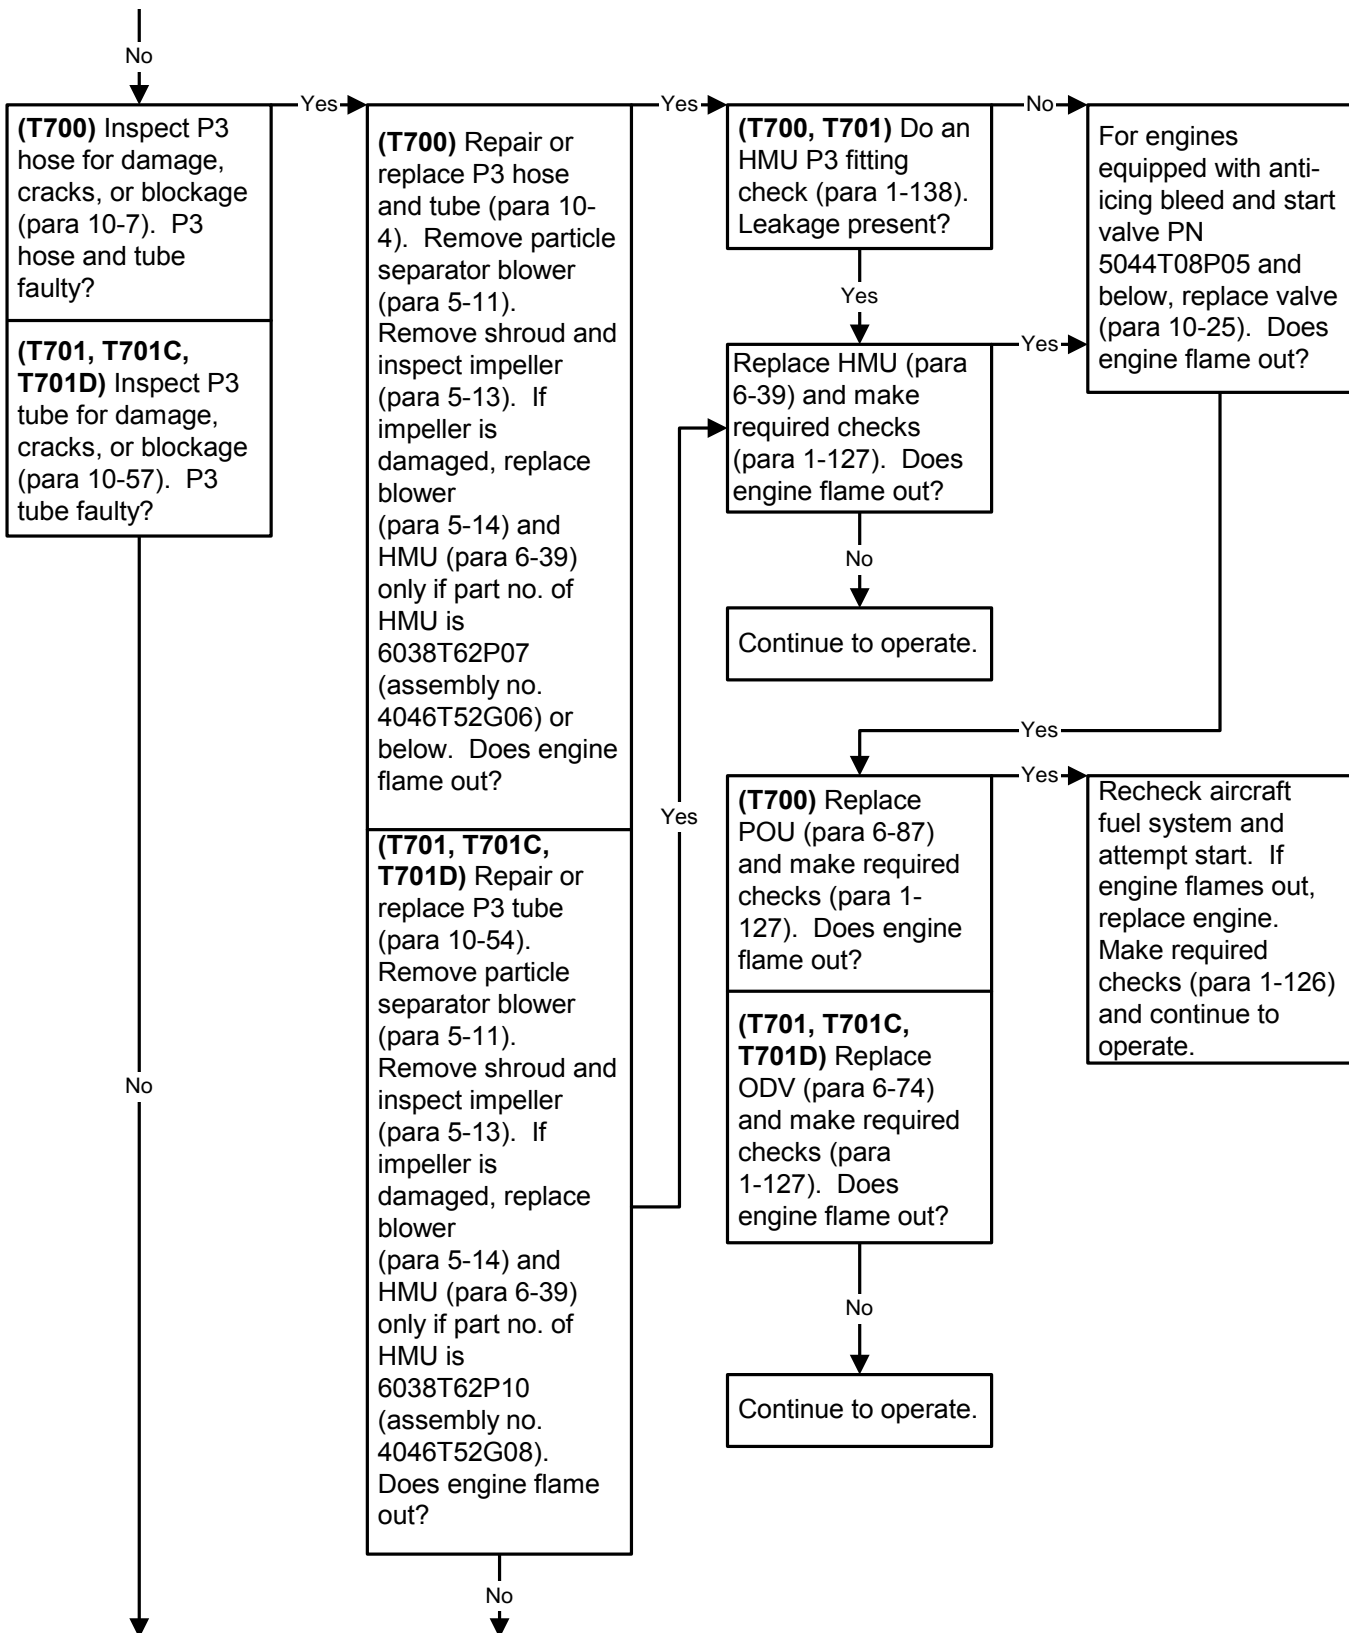 No
(T700) Inspect P3
hose for damage,
cracks, or blockage
(para 10-7).  P3
hose and tube
faulty?
(T701, T701C,
T701D) Inspect P3
tube for damage,
cracks, or blockage
(para 10-57).  P3
tube faulty?
No
Yes
(T700) Repair or
replace P3 hose
and tube (para 10-
4).  Remove particle
separator blower
(para 5-11).
Remove shroud and
inspect impeller
(para 5-13).  If
impeller is
damaged, replace
blower
(para 5-14) and
HMU (para 6-39)
only if part no. of
HMU is
6038T62P07
(assembly no.
4046T52G06) or
below.  Does engine
flame out?
(T701, T701C,
T701D) Repair or
replace P3 tube
(para 10-54).
Remove particle
separator blower
(para 5-11).
Remove shroud and
inspect impeller
(para 5-13).  If
impeller is
damaged, replace
blower
(para 5-14) and
HMU (para 6-39)
only if part no. of
HMU is
6038T62P10
(assembly no.
4046T52G08).
Does engine flame
out?
No
Yes
Yes
(T700, T701) Do an
HMU P3 fitting
check (para 1-138).
Leakage present?
Yes
Replace HMU (para
6-39) and make
required checks
(para 1-127).  Does
engine flame out?
No
Continue to operate.
No
Yes
For engines
equipped with anti-
icing bleed and start
valve PN
5044T08P05 and
below, replace valve
(para 10-25).  Does
engine flame out?
Yes
(T700) Replace
POU (para 6-87)
and make required
checks (para 1-
127).  Does engine
flame out?
(T701, T701C,
T701D) Replace
ODV (para 6-74)
and make required
checks (para
1-127).  Does
engine flame out?
No
Continue to operate.
Yes
Recheck aircraft
fuel system and
attempt start.  If
engine flames out,
replace engine.
Make required
checks (para 1-126)
and continue to
operate.